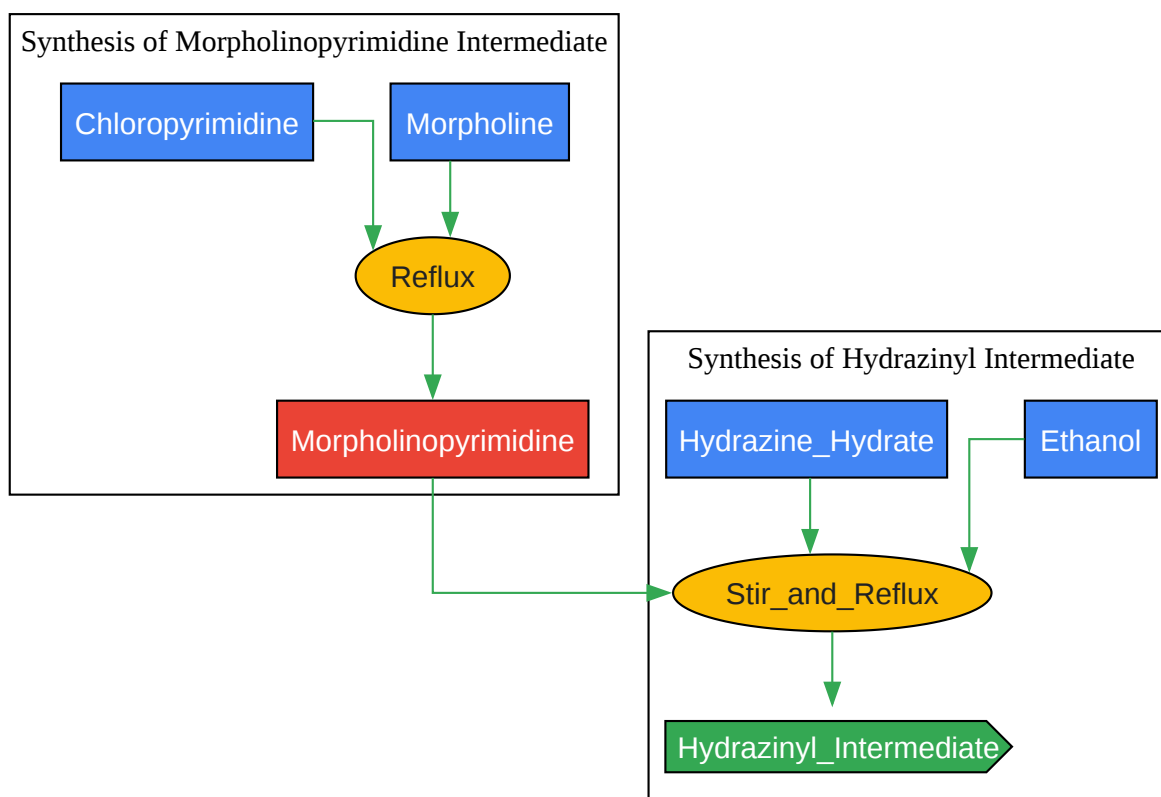 Synthesis of Morpholinopyrimidine Intermediate
Chloropyrimidine
Morpholine
Reflux
Morpholinopyrimidine
Synthesis of Hydrazinyl Intermediate
Hydrazine_Hydrate
Ethanol
Stir_and_Reflux
Hydrazinyl_Intermediate